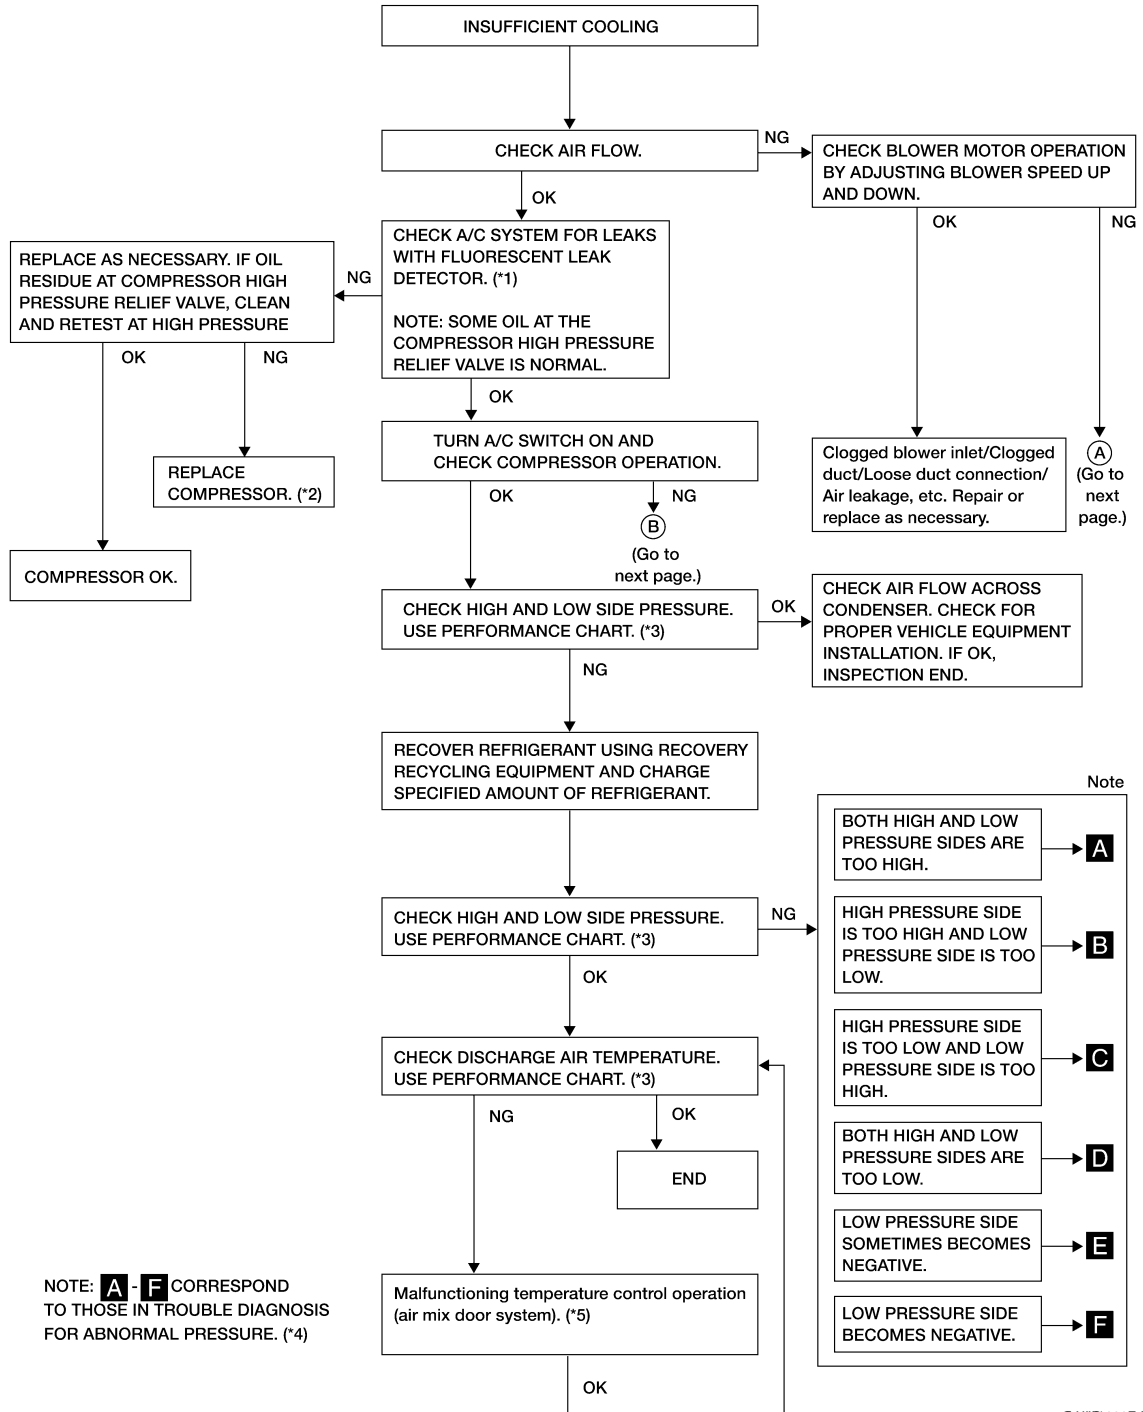 INSUFFICIENT COOLING
CHECK AIR FLOW.
NG
CHECK BLOWER MOTOR OPERATION
BY ADJUSTING BLOWER SPEED UP
AND DOWN.
OK
OK
NG
CHECK A/C SYSTEM FOR LEAKS
WITH FLUORESCENT LEAK
DETECTOR. (*1)
NOTE: SOME OIL AT THE
COMPRESSOR HIGH PRESSURE
RELIEF VALVE IS NORMAL.
NG
REPLACE AS NECESSARY. IF OIL
RESIDUE AT COMPRESSOR HIGH
PRESSURE RELIEF VALVE, CLEAN
AND RETEST AT HIGH PRESSURE
OK
NG
REPLACE
COMPRESSOR. (*2)
COMPRESSOR OK.
OK
TURN A/C SWITCH ON AND
CHECK COMPRESSOR OPERATION.
OK
NG
B
(Go to
next page.)
Clogged blower inlet/Clogged
duct/Loose duct connection/
Air leakage, etc. Repair or
replace as necessary.
A
(Go to
next
page.)
CHECK HIGH AND LOW SIDE PRESSURE.
USE PERFORMANCE CHART. (*3)
OK
CHECK AIR FLOW ACROSS
CONDENSER. CHECK FOR
PROPER VEHICLE EQUIPMENT
INSTALLATION. IF OK,
INSPECTION END.
NG
RECOVER REFRIGERANT USING RECOVERY
RECYCLING EQUIPMENT AND CHARGE
SPECIFIED AMOUNT OF REFRIGERANT.
CHECK HIGH AND LOW SIDE PRESSURE.
USE PERFORMANCE CHART. (*3)
NG
OK
Note
BOTH HIGH AND LOW
PRESSURE SIDES ARE
TOO HIGH.
A
HIGH PRESSURE SIDE
IS TOO HIGH AND LOW
PRESSURE SIDE IS TOO
LOW.
B
HIGH PRESSURE SIDE
IS TOO LOW AND LOW
PRESSURE SIDE IS TOO
HIGH.
C
BOTH HIGH AND LOW
PRESSURE SIDES ARE
TOO LOW.
D
LOW PRESSURE SIDE
SOMETIMES BECOMES
NEGATIVE.
E
LOW PRESSURE SIDE
BECOMES NEGATIVE.
F
CHECK DISCHARGE AIR TEMPERATURE.
USE PERFORMANCE CHART. (*3)
NG
OK
END
Malfunctioning temperature control operation
(air mix door system). (*5)
OK
NOTE: A - F CORRESPOND
TO THOSE IN TROUBLE DIAGNOSIS
FOR ABNORMAL PRESSURE. (*4)